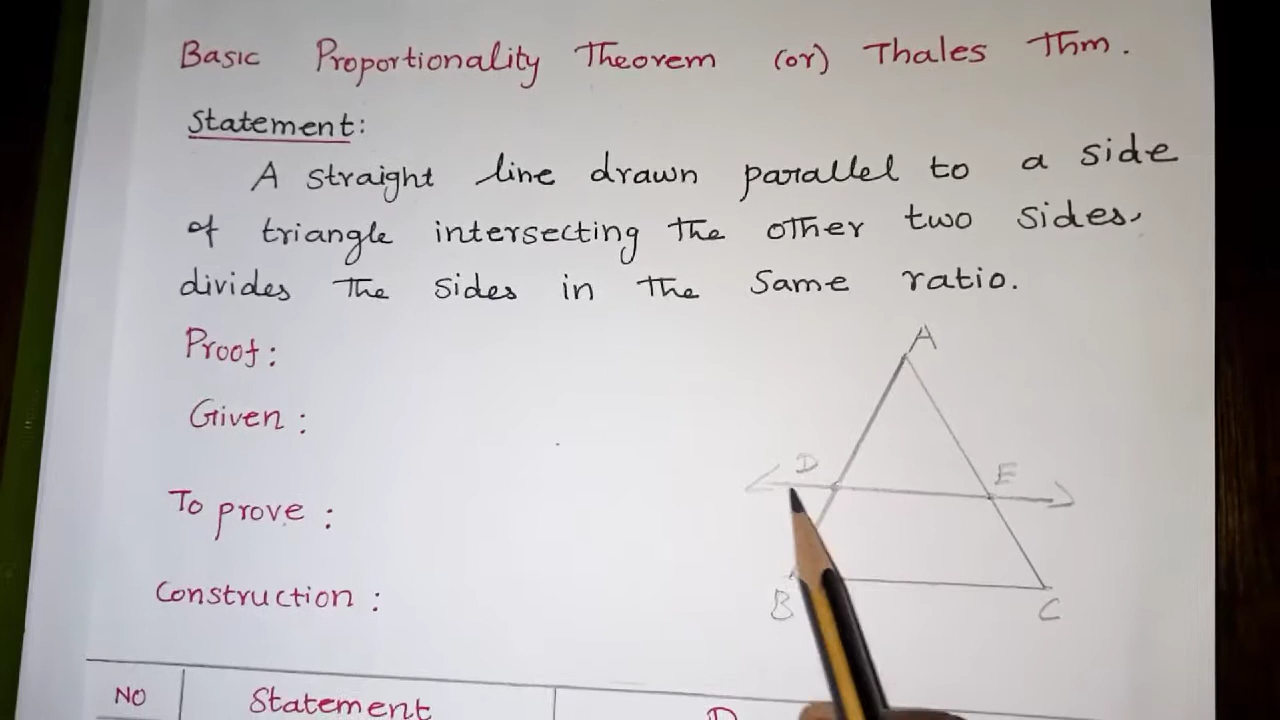 Basic Proportionality Theorem (or) Thales Thm.
Statement:
A straight line drawn parallel to a side
of triangle intersecting the other two sides,
divides the sides in the same ratio.
Proof:
A
Given:
D E
To prove:
B C
Construction:
No Statement